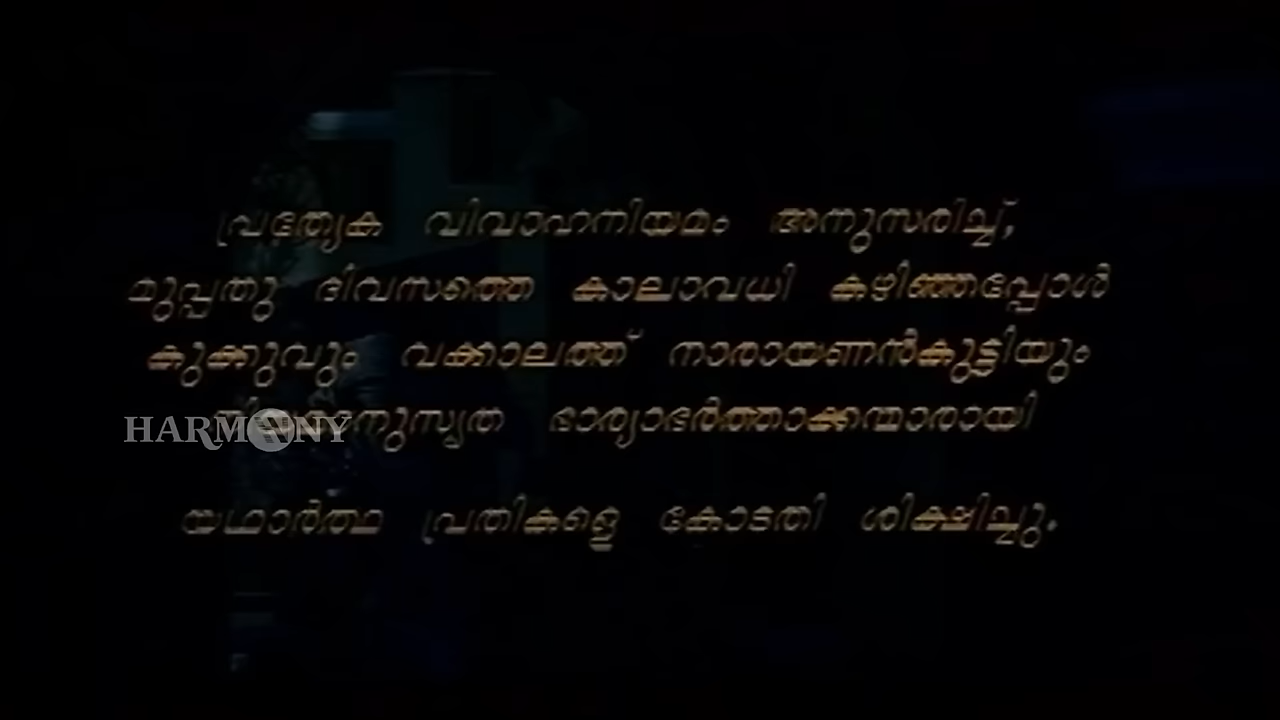 പ്രത്യേക വിവാഹനിയമം അനുസരിച്ച്,
മുപ്പതു ദിവസത്തെ കാലാവധി കഴിഞ്ഞപ്പോൾ
കുക്കുവും വക്കാലത്ത് നാരായണൻകുട്ടിയും
HARMONY
ഭാര്യാഭർത്താക്കന്മാരായി
യഥാർത്ഥ പ്രതികളെ കോടതി ശിക്ഷിച്ചു.